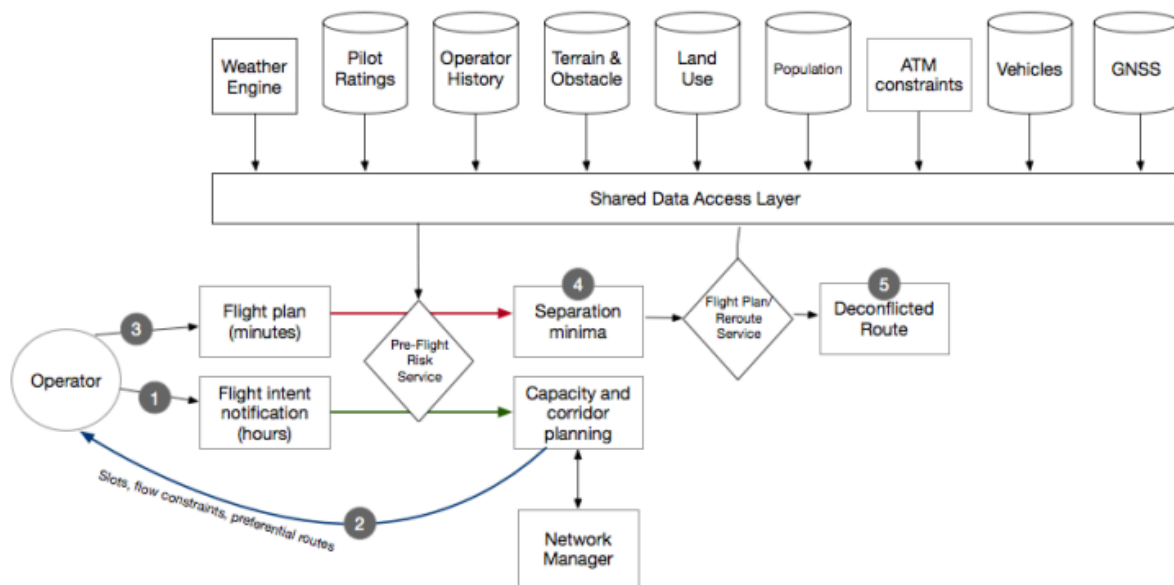 Weather
Engine
Pilot
Ratings
Operator
History
Terrain &
Obstacle
Land
Use
Population
ATM
constraints
Vehicles
GNSS
Shared Data Access Layer
4
5
3
Flight plan
(minutes)
Separation
minima
Flight Plan/
Reroute
Service
Deconflicted
Route
Pre-Flight
Risk
Service
Operator
1
Flight intent
notification
(hours)
Capacity and
corridor
planning
Slots, flow constraints, preferential routes
2
Network
Manager